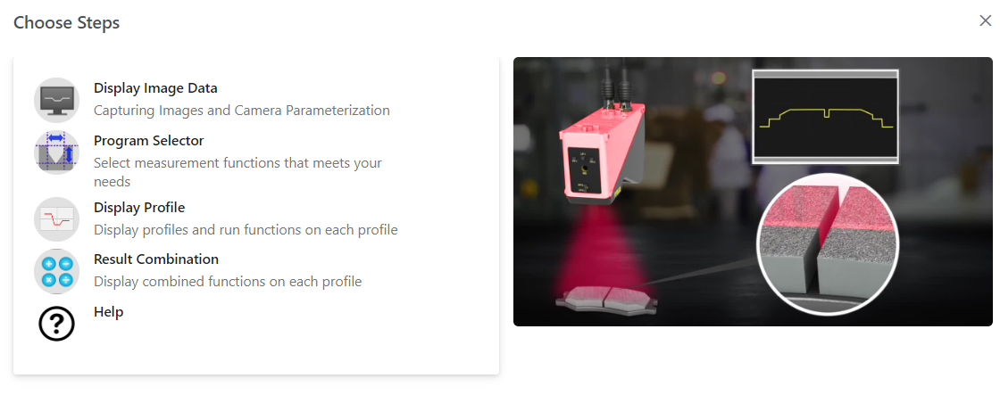 Choose Steps
Display Image Data
Capturing Images and Camera Parameterization
Program Selector
Select measurement functions that meets your
needs
Display Profile
Display profiles and run functions on each profile
Result Combination
Display combined functions on each profile
Help